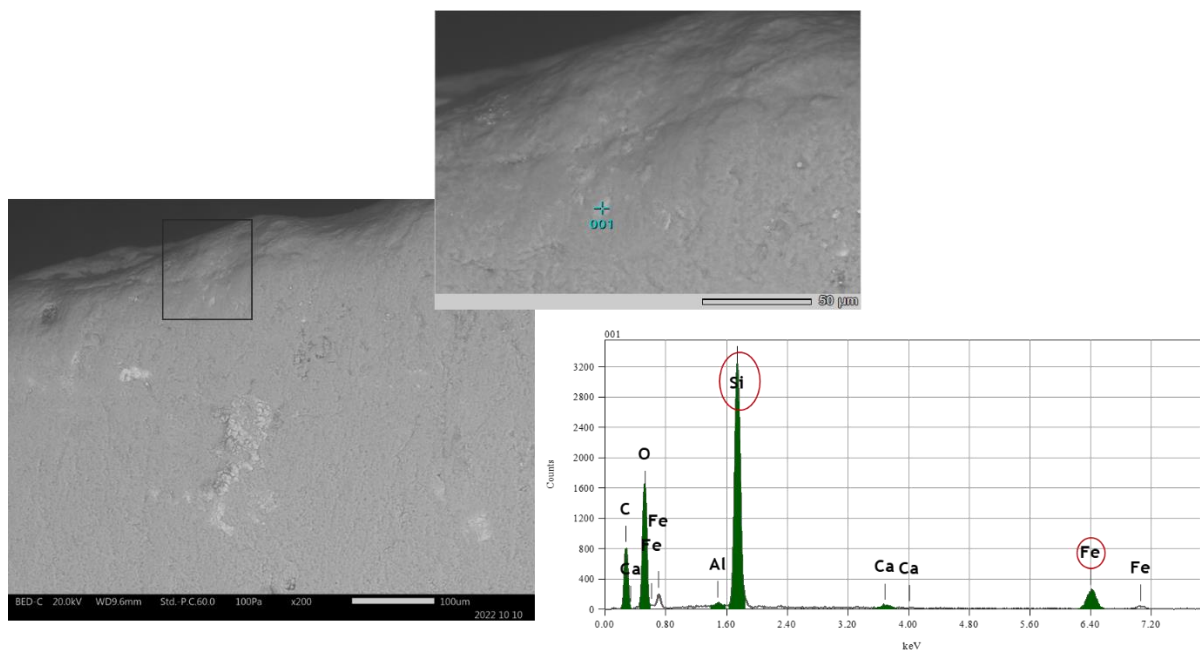 001
50 μm
BED-C 20.0kV WD9.6mm Std.-P.C.60.0 100Pa x200 100um
2022 10 10
001
3200
2800
2400
2000
1600
1200
800
400
0
Counts
C
Ca
O
Fe
Fe
Al
Si
Ca
Ca
Fe
Fe
0.00 0.80 1.60 2.40 3.20 4.00 4.80 5.60 6.40 7.20
keV